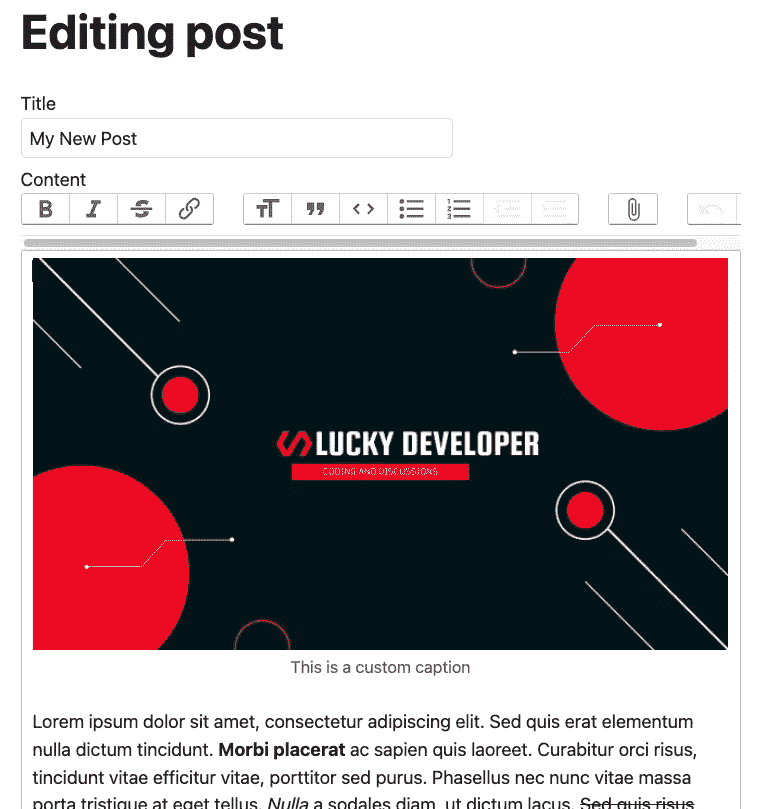 Editing post
Title
My New Post
Content
LUCKY DEVELOPER
CODING AND DISCUSSIONS
This is a custom caption
Lorem ipsum dolor sit amet, consectetur adipiscing elit. Sed quis erat elementum
nulla dictum tincidunt. Morbi placerat ac sapien quis laoreet. Curabitur orci risus,
tincidunt vitae efficitur vitae, porttitor sed purus. Phasellus nec nunc vitae massa
porta tristique at eget tellus. Nulla a sodales diam, ut dictum lacus. Sed quis risus